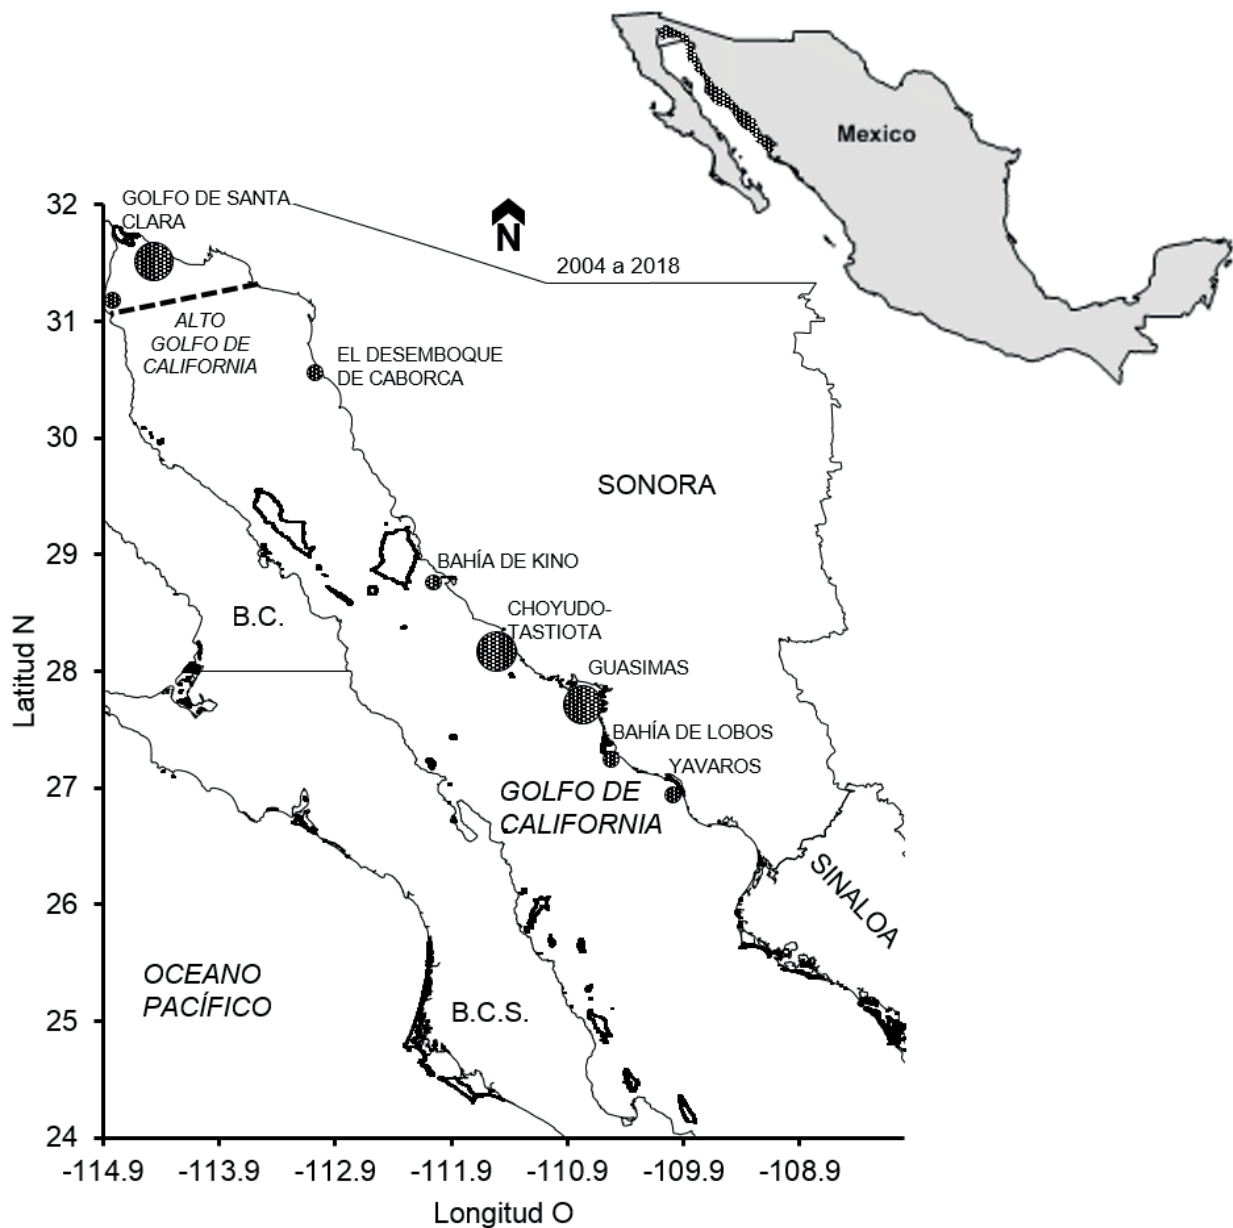 Mexico
32
GOLFO DE SANTA
CLARA
N
2004 a 2018
31
ALTO
GOLFO DE
CALIFORNIA
EL DESEMBOQUE
DE CABORCA
30
SONORA
29
BAHÍA DE KINO
B.C.
CHOYUDO-
TASTIOTA
28
GUASIMAS
Latitud N
BAHÍA DE LOBOS
YAVAROS
27
GOLFO DE
CALIFORNIA
SINALOA
26
OCEANO
PACÍFICO
25
B.C.S.
24
-114.9 -113.9 -112.9 -111.9 -110.9 -109.9 -108.9
Longitud O